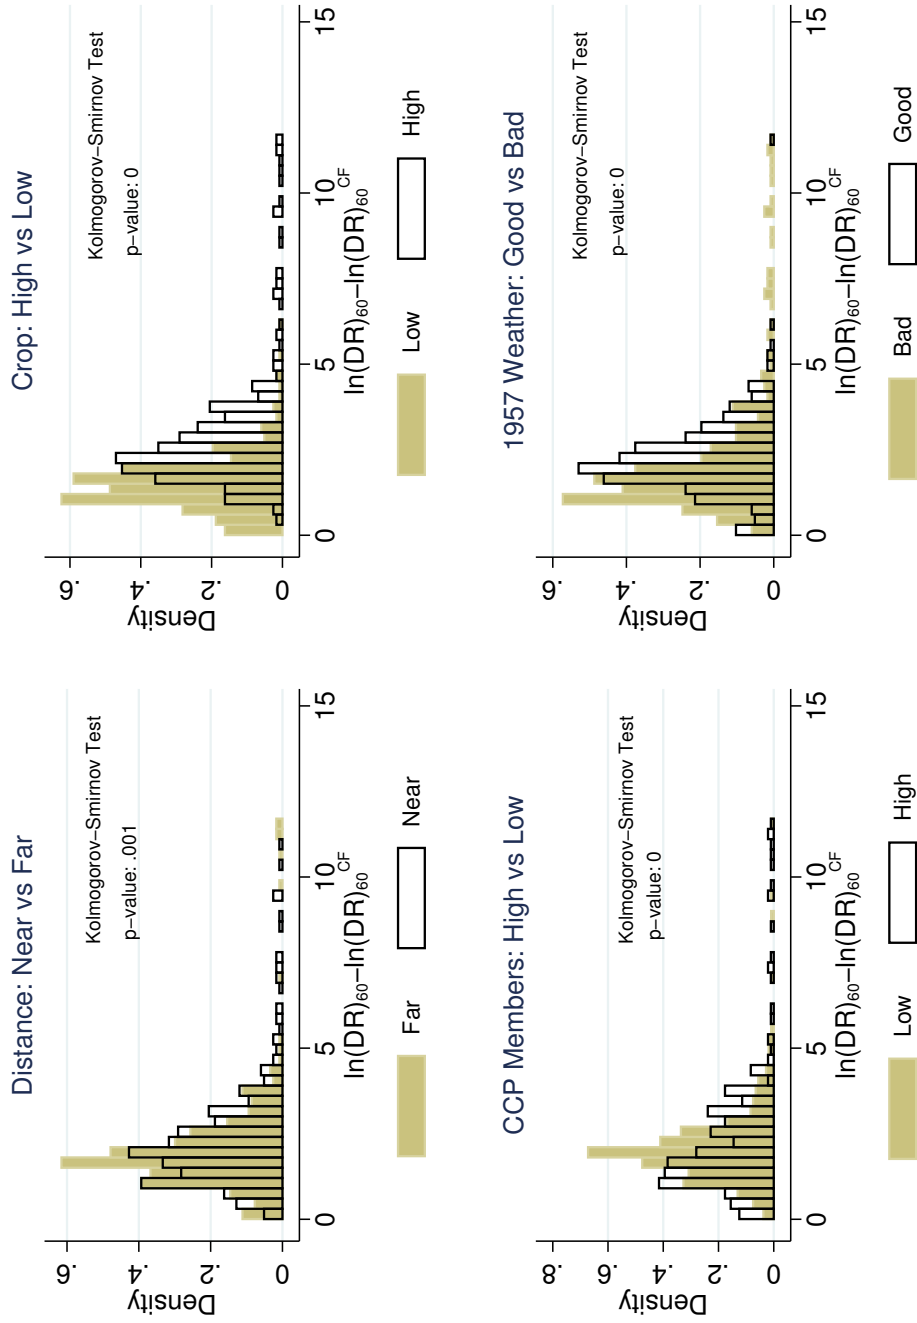 Distance: Near vs Far
Density
.6
.4
.2
0
Kolmogorov−Smirnov Test
p−value: .001
0 5 10 15
ln(DR)60−ln(DR)60CF
Far Near
Crop: High vs Low
Density
.6
.4
.2
0
Kolmogorov−Smirnov Test
p−value: 0
0 5 10 15
ln(DR)60−ln(DR)60CF
Low High
CCP Members: High vs Low
Density
.8
.6
.4
.2
0
Kolmogorov−Smirnov Test
p−value: 0
0 5 10 15
ln(DR)60−ln(DR)60CF
Low High
1957 Weather: Good vs Bad
Density
.6
.4
.2
0
Kolmogorov−Smirnov Test
p−value: 0
0 5 10 15
ln(DR)60−ln(DR)60CF
Bad Good